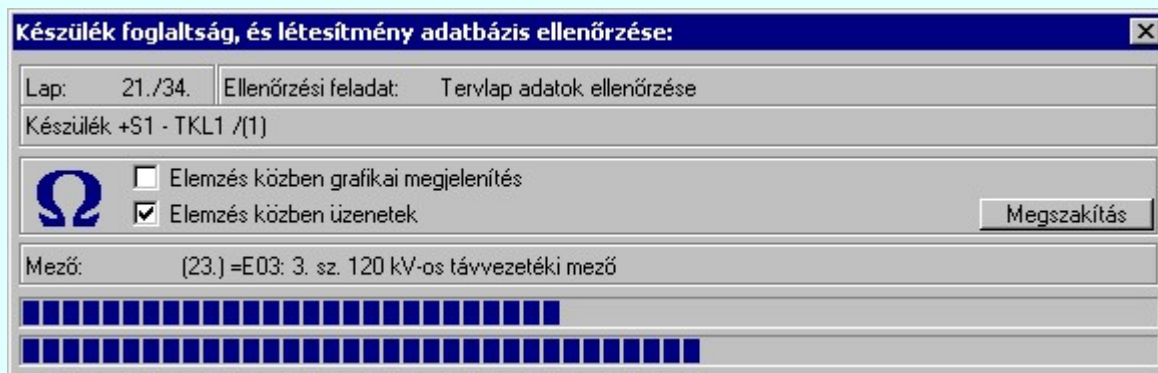 Készülék foglaltság, és létesítmény adatbázis ellenőrzése:
Lap: 21./34. Ellenőrzési feladat: Tervlap adatok ellenőrzése
Készülék +S1 - TKL1 /(1)
Elemzés közben grafikai megjelenítés
Elemzés közben üzenetek
Megszakítás
Mező: (23.) =E03: 3. sz. 120 kV-os távvezetéki mező